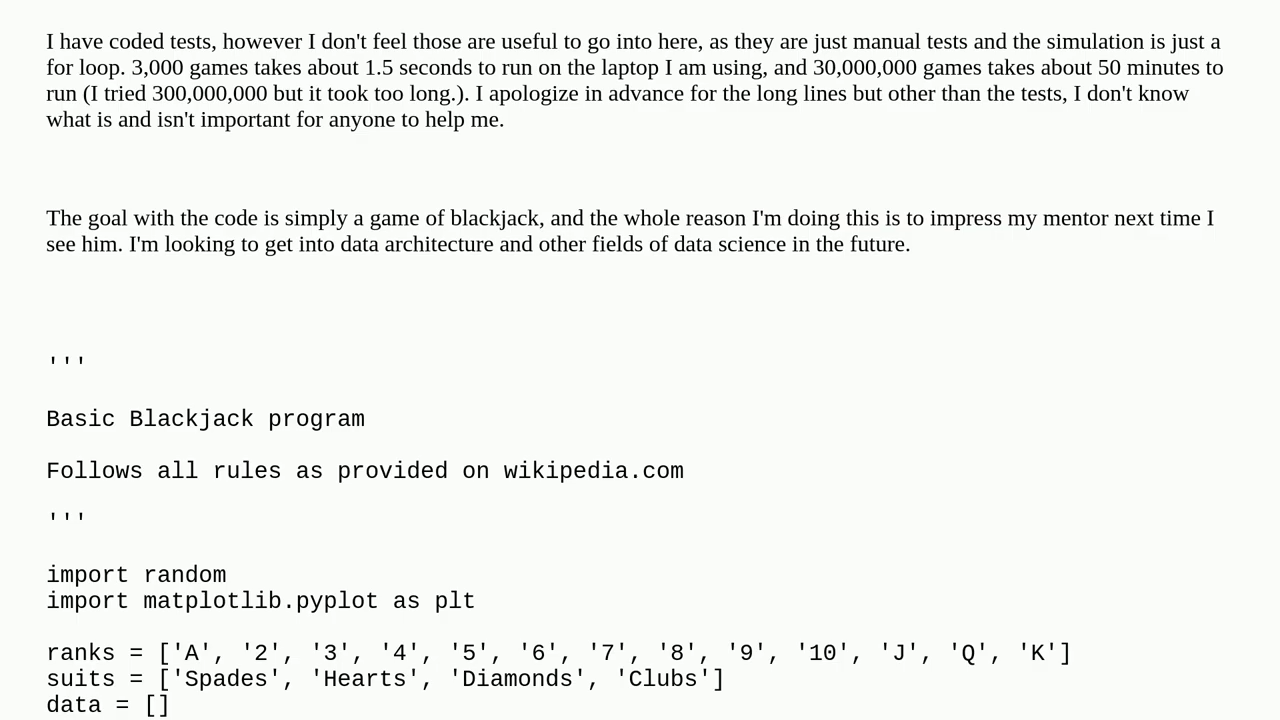 I have coded tests, however I don't feel those are useful to go into here, as they are just manual tests and the simulation is just a
for loop. 3,000 games takes about 1.5 seconds to run on the laptop I am using, and 30,000,000 games takes about 50 minutes to
run (I tried 300,000,000 but it took too long.). I apologize in advance for the long lines but other than the tests, I don't know
what is and isn't important for anyone to help me.
The goal with the code is simply a game of blackjack, and the whole reason I'm doing this is to impress my mentor next time I
see him. I'm looking to get into data architecture and other fields of data science in the future.
'''
Basic Blackjack program
Follows all rules as provided on wikipedia.com
'''
import random
import matplotlib.pyplot as plt
ranks = ['A', '2', '3', '4', '5', '6', '7', '8', '9', '10', 'J', 'Q', 'K']
suits = ['Spades', 'Hearts', 'Diamonds', 'Clubs']
data = []